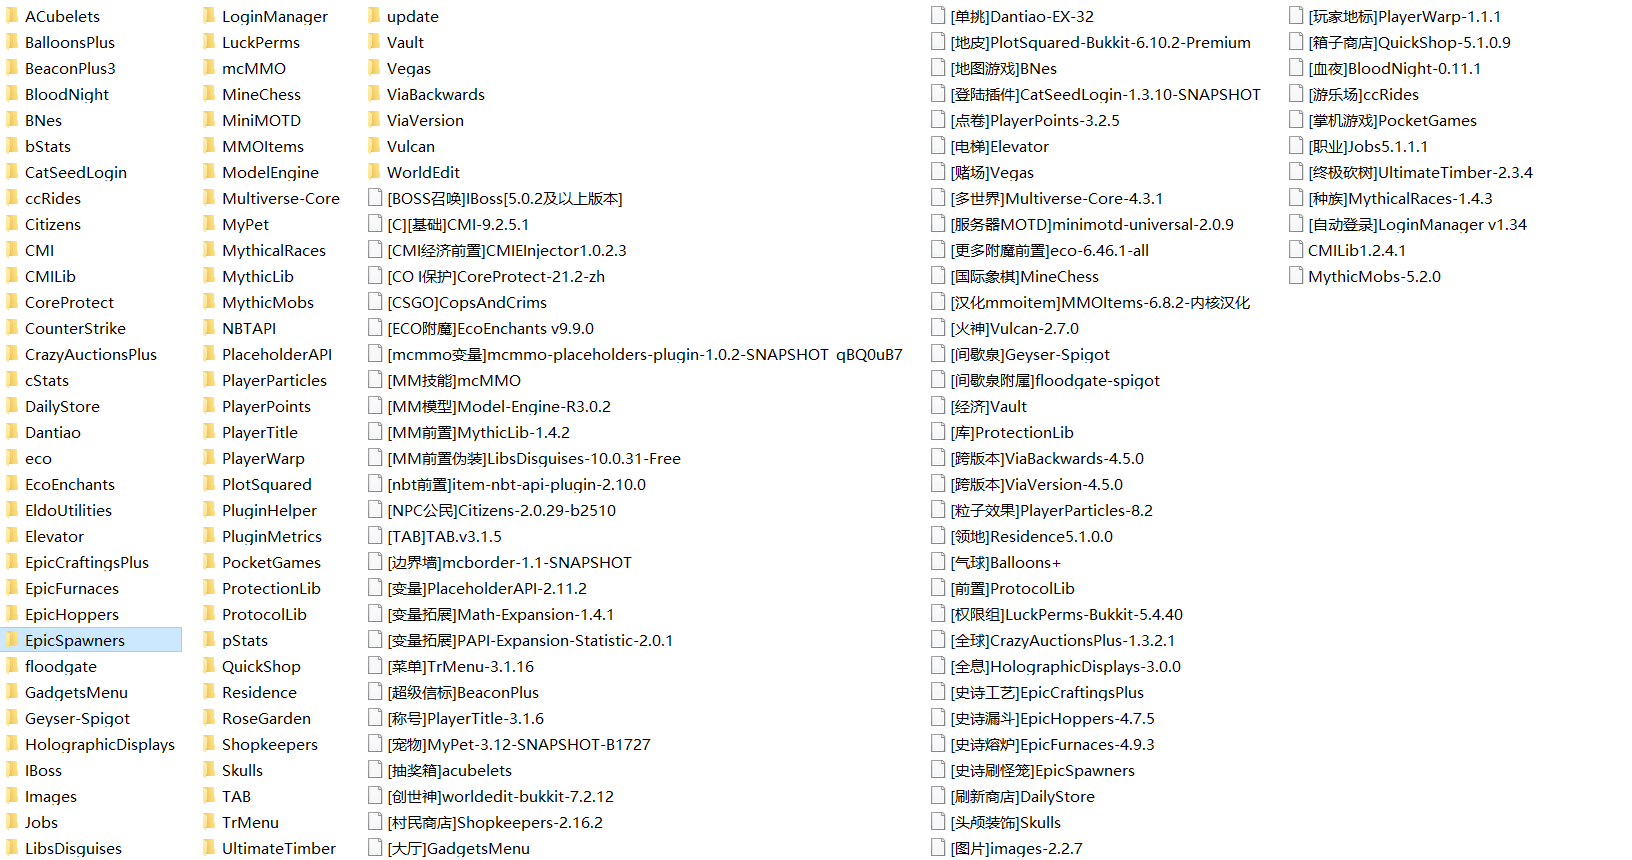 ACubelets
BalloonsPlus
BeaconPlus3
BloodNight
BNes
bStats
CatSeedLogin
ccRides
Citizens
CMI
CMILib
CoreProtect
CounterStrike
CrazyAuctionsPlus
cStats
DailyStore
Dantiao
eco
EcoEnchants
EldoUtilities
Elevator
EpicCraftingsPlus
EpicFurnaces
EpicHoppers
EpicSpawners
floodgate
GadgetsMenu
Geyser-Spigot
HolographicDisplays
IBoss
Images
Jobs
LibsDisguises
LoginManager
LuckPerms
mcMMO
MineChess
MiniMOTD
MMOItems
ModelEngine
Multiverse-Core
MyPet
MythicalRaces
MythicLib
MythicMobs
NBTAPI
PlaceholderAPI
PlayerParticles
PlayerPoints
PlayerTitle
PlayerWarp
PlotSquared
PluginHelper
PluginMetrics
PocketGames
ProtectionLib
ProtocolLib
pStats
QuickShop
Residence
RoseGarden
Shopkeepers
Skulls
TAB
TrMenu
UltimateTimber
update
Vault
Vegas
ViaBackwards
ViaVersion
Vulcan
WorldEdit
[BOSS召唤]IBoss[5.0.2及以上版本]
[C][基础]CMI-9.2.5.1
[CMI经济前置]CMIEInjector1.0.2.3
[CO I保护]CoreProtect-21.2-zh
[CSGO]CopsAndCrims
[ECO附魔]EcoEnchants v9.9.0
[mcmmo变量]mcmmo-placeholders-plugin-1.0.2-SNAPSHOT_qBQ0uB7
[MM技能]mcMMO
[MM模型]Model-Engine-R3.0.2
[MM前置]MythicLib-1.4.2
[MM前置伪装]LibsDisguises-10.0.31-Free
[nbt前置]item-nbt-api-plugin-2.10.0
[NPC公民]Citizens-2.0.29-b2510
[TAB]TAB.v3.1.5
[边界墙]mcborder-1.1-SNAPSHOT
[变量]PlaceholderAPI-2.11.2
[变量拓展]Math-Expansion-1.4.1
[变量拓展]PAPI-Expansion-Statistic-2.0.1
[菜单]TrMenu-3.1.16
[超级信标]BeaconPlus
[称号]PlayerTitle-3.1.6
[宠物]MyPet-3.12-SNAPSHOT-B1727
[抽奖箱]acubelets
[创世神]worldedit-bukkit-7.2.12
[村民商店]Shopkeepers-2.16.2
[大厅]GadgetsMenu
[单挑]Dantiao-EX-32
[地皮]PlotSquared-Bukkit-6.10.2-Premium
[地图游戏]BNes
[登陆插件]CatSeedLogin-1.3.10-SNAPSHOT
[点卷]PlayerPoints-3.2.5
[电梯]Elevator
[赌场]Vegas
[多世界]Multiverse-Core-4.3.1
[服务器MOTD]minimotd-universal-2.0.9
[更多附魔前置]eco-6.46.1-all
[国际象棋]MineChess
[汉化mmoitem]MMOItems-6.8.2-内核汉化
[火神]Vulcan-2.7.0
[间歇泉]Geyser-Spigot
[间歇泉附属]floodgate-spigot
[经济]Vault
[库]ProtectionLib
[跨版本]ViaBackwards-4.5.0
[跨版本]ViaVersion-4.5.0
[粒子效果]PlayerParticles-8.2
[领地]Residence5.1.0.0
[气球]Balloons+
[前置]ProtocolLib
[权限组]LuckPerms-Bukkit-5.4.40
[全球]CrazyAuctionsPlus-1.3.2.1
[全息]HolographicDisplays-3.0.0
[史诗工艺]EpicCraftingsPlus
[史诗漏斗]EpicHoppers-4.7.5
[史诗熔炉]EpicFurnaces-4.9.3
[史诗刷怪笼]EpicSpawners
[刷新商店]DailyStore
[头颅装饰]Skulls
[图片]images-2.2.7
[玩家地标]PlayerWarp-1.1.1
[箱子商店]QuickShop-5.1.0.9
[血夜]BloodNight-0.11.1
[游乐场]ccRides
[掌机游戏]PocketGames
[职业]Jobs5.1.1.1
[终极砍树]UltimateTimber-2.3.4
[种族]MythicalRaces-1.4.3
[自动登录]LoginManager v1.34
CMILib1.2.4.1
MythicMobs-5.2.0